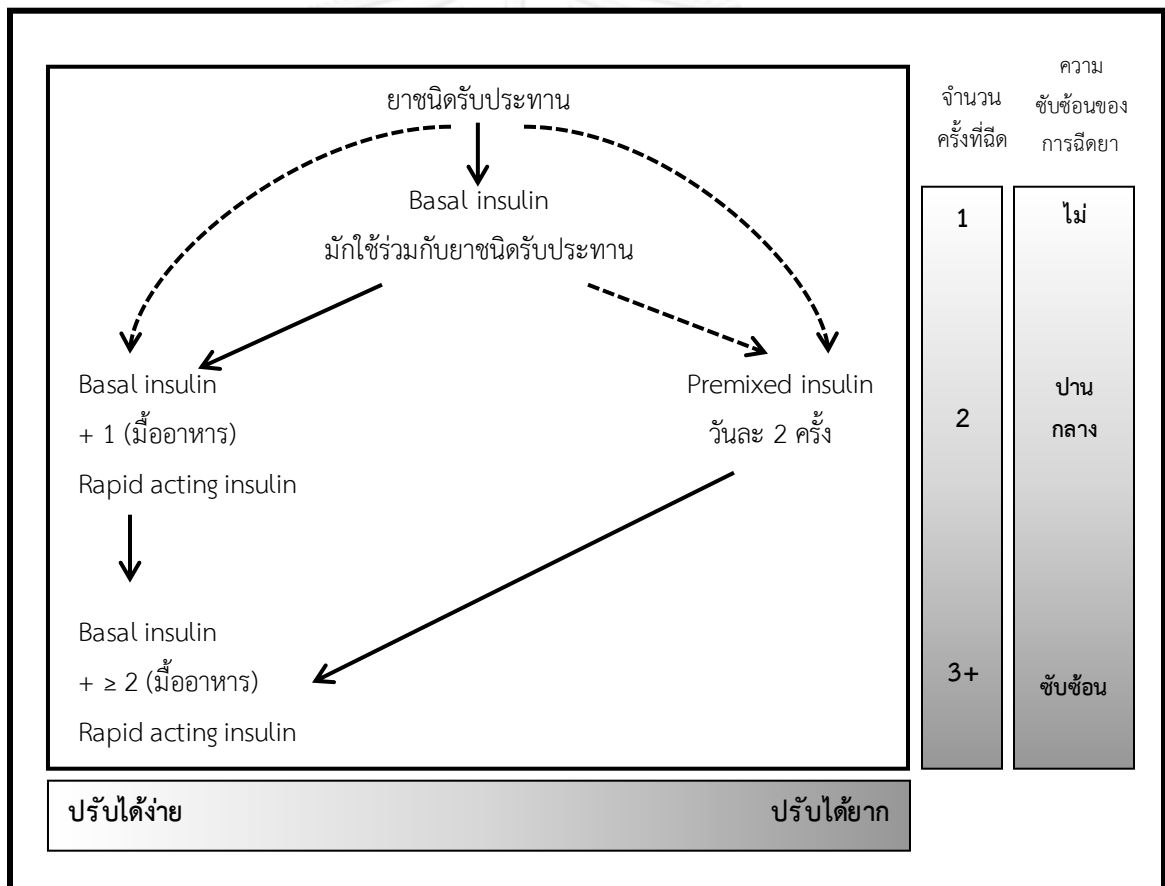 ยาชนิดรับประทาน
Basal insulin
มักใช้ร่วมกับยาชนิดรับประทาน
Basal insulin
+ 1 (มื้ออาหาร)
Rapid acting insulin
Premixed insulin
วันละ 2 ครั้ง
Basal insulin
+ ≥ 2 (มื้ออาหาร)
Rapid acting insulin
จำนวน
ครั้งที่ฉีด
1
2
3+
ความ
ซับซ้อนของ
การฉีดยา
ไม่
ปาน
กลาง
ซับซ้อน
ปรับได้ง่าย
ปรับได้ยาก